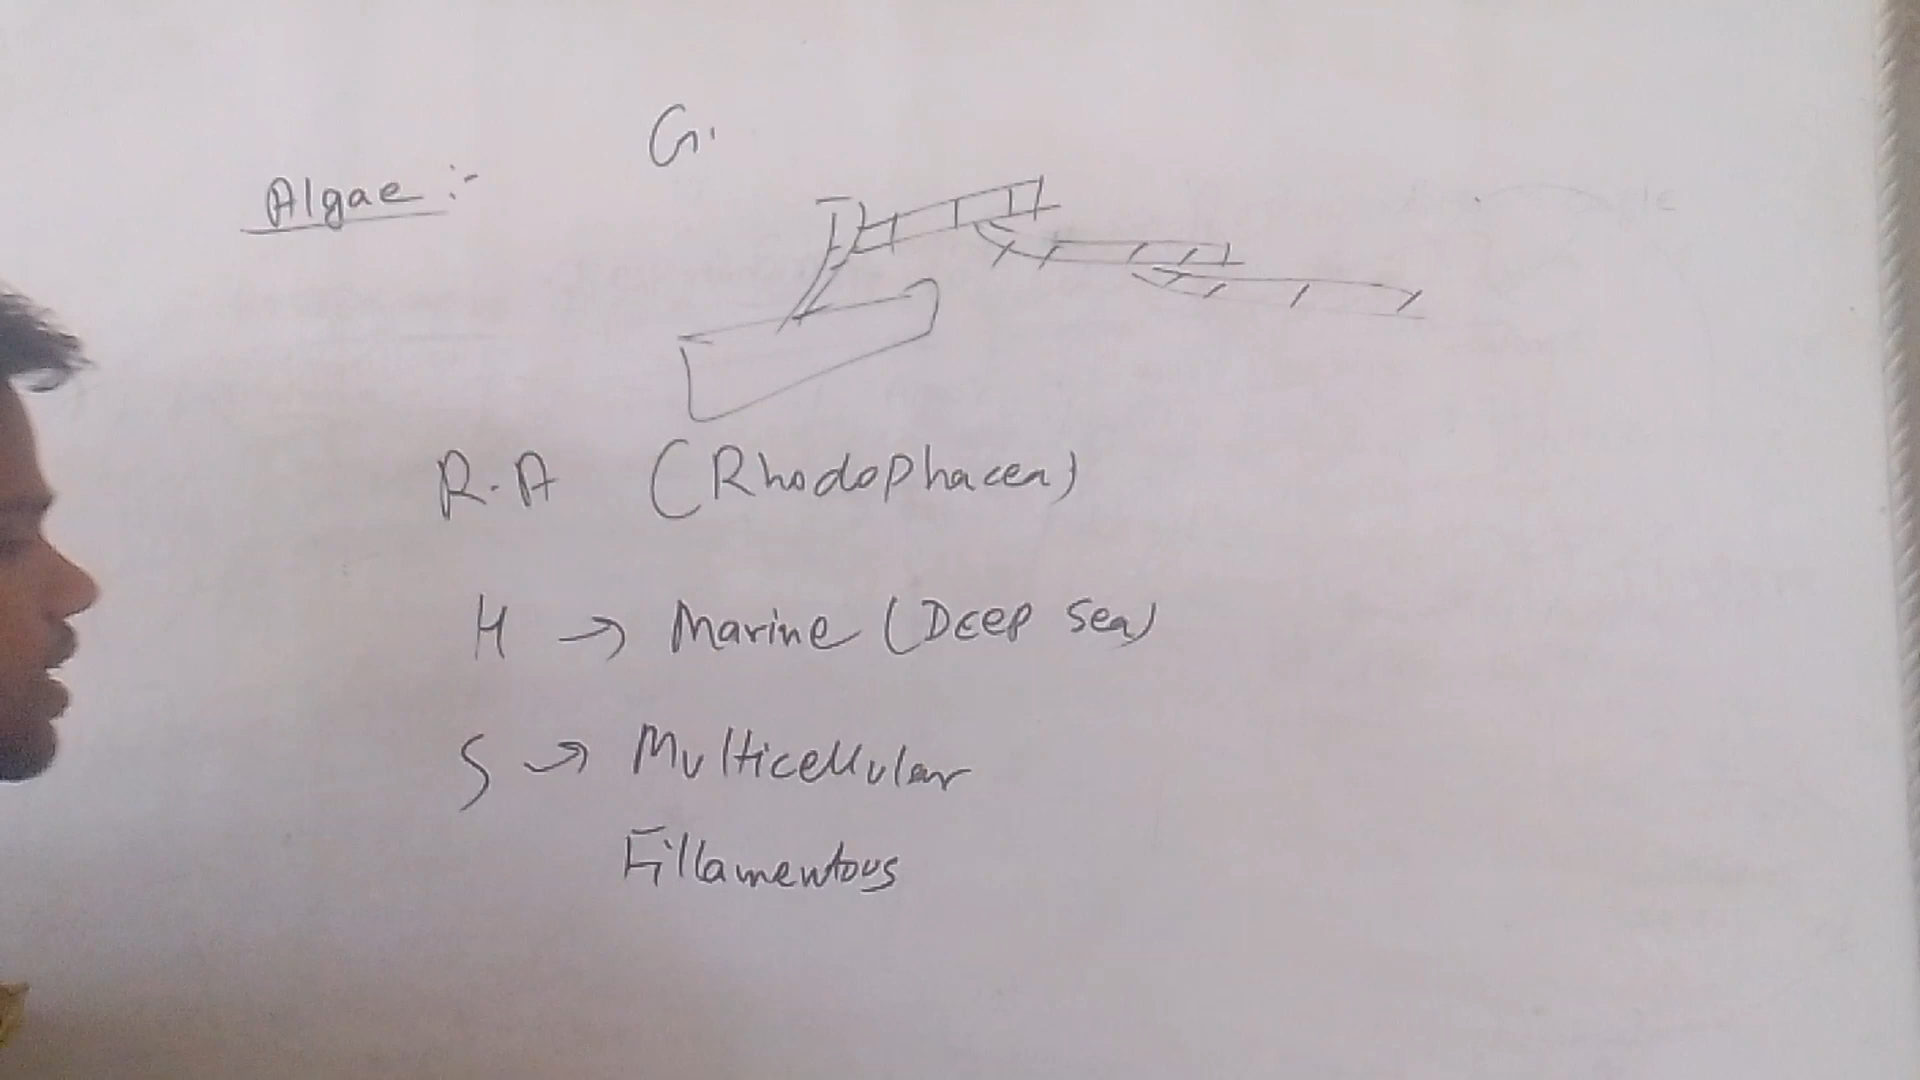 G.
Algae :-
R.A (Rhodophacea)
H → Marine (Deep Sea)
S → Multicellular
Fillamentous